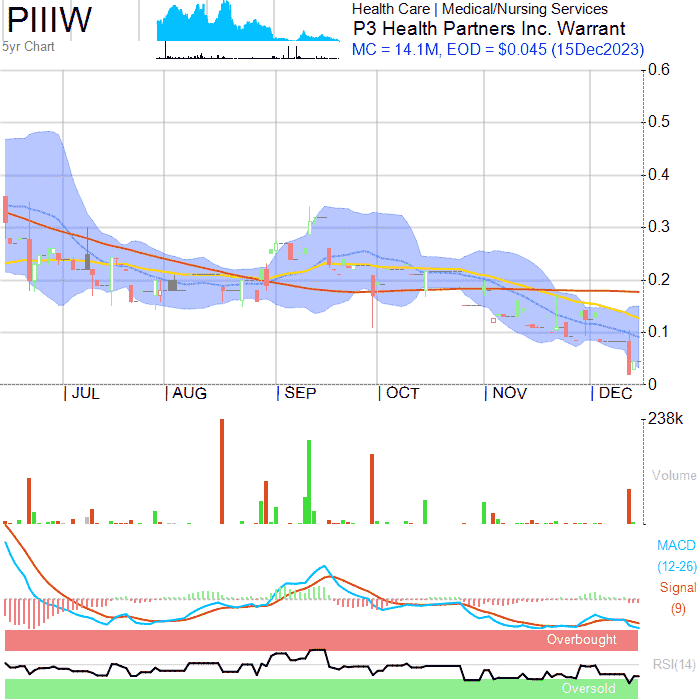 PIIIW
5yr Chart
Health Care | Medical/Nursing Services
P3 Health Partners Inc. Warrant
MC = 14.1M, EOD = $0.045 (15Dec2023)
0.6
0.5
0.4
0.3
0.2
0.1
0
| JUL | AUG | SEP | OCT | NOV | DEC
238k
Volume
MACD
(12-26)
Signal
(9)
Overbought
RSI(14)
Oversold